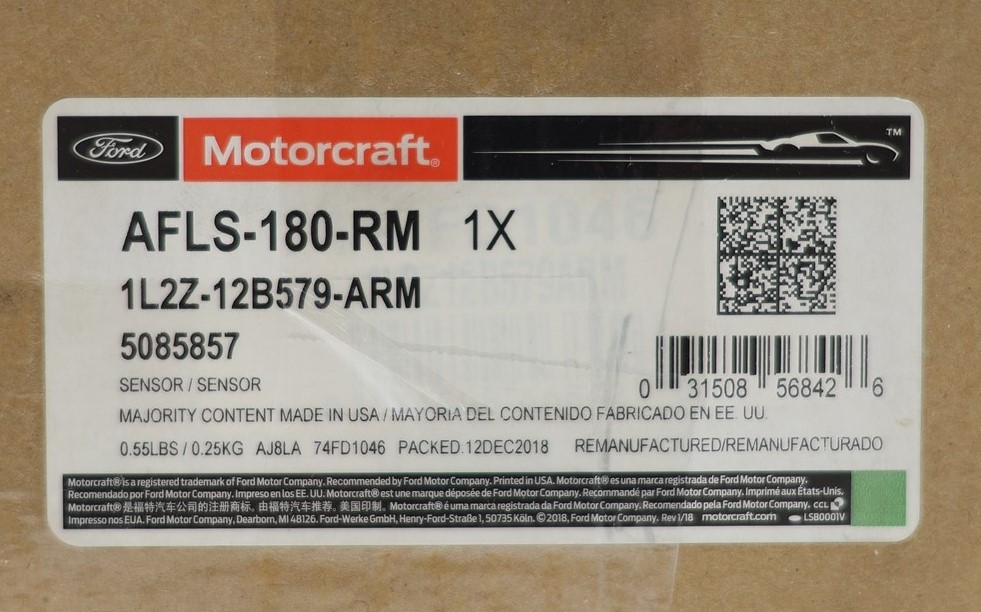 Ford Motorcraft® ™
AFLS-180-RM 1X
1L2Z-12B579-ARM
5085857
SENSOR / SENSOR
0 31508 56842 6
MAJORITY CONTENT MADE IN USA / MAYORIA DEL CONTENIDO FABRICADO EN EE. UU.
0.55LBS / 0.25KG AJ8LA 74FD1046 PACKED:12DEC2018 REMANUFACTURED/REMANUFACTURADO
Motorcraft® is a registered trademark of Ford Motor Company. Recommended by Ford Motor Company. Printed in USA. Motorcraft® es una marca registrada de Ford Motor Company.
Recomendado por Ford Motor Company. Impreso en los EE. UU. Motorcraft® est une marque déposée de Ford Motor Company. Recommandé par Ford Motor Company. Imprimé aux États-Unis.
Motorcraft® 是福特汽车公司的注册商标。由福特汽车推荐。美国印制。Motorcraft® é uma marca registrada da Ford Motor Company. Recomendado pela Ford Motor Company. CCL
Impresso nos EUA. Ford Motor Company, Dearborn, MI 48126. Ford-Werke GmbH, Henry-Ford-Straße 1, 50735 Köln. © 2018, Ford Motor Company. Rev 1/18 motorcraft.com LSB0001V